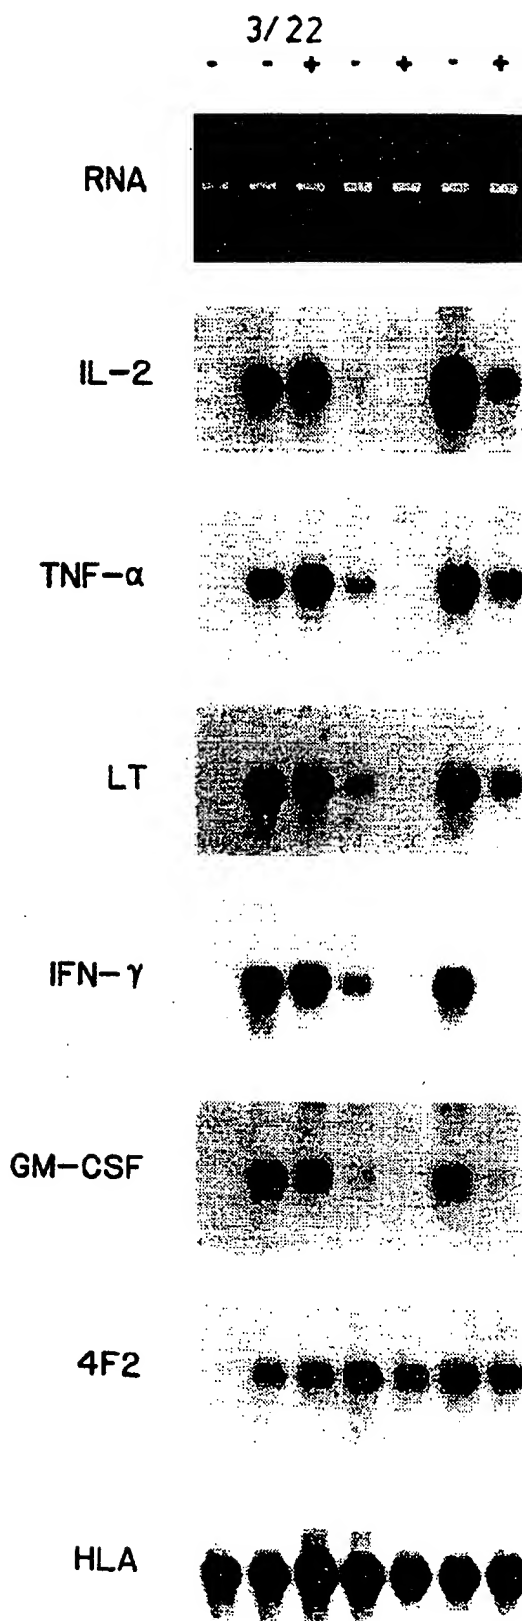 3/22
- - + - + - +
RNA
IL-2
TNF-α
LT
IFN-γ
GM-CSF
4F2
HLA